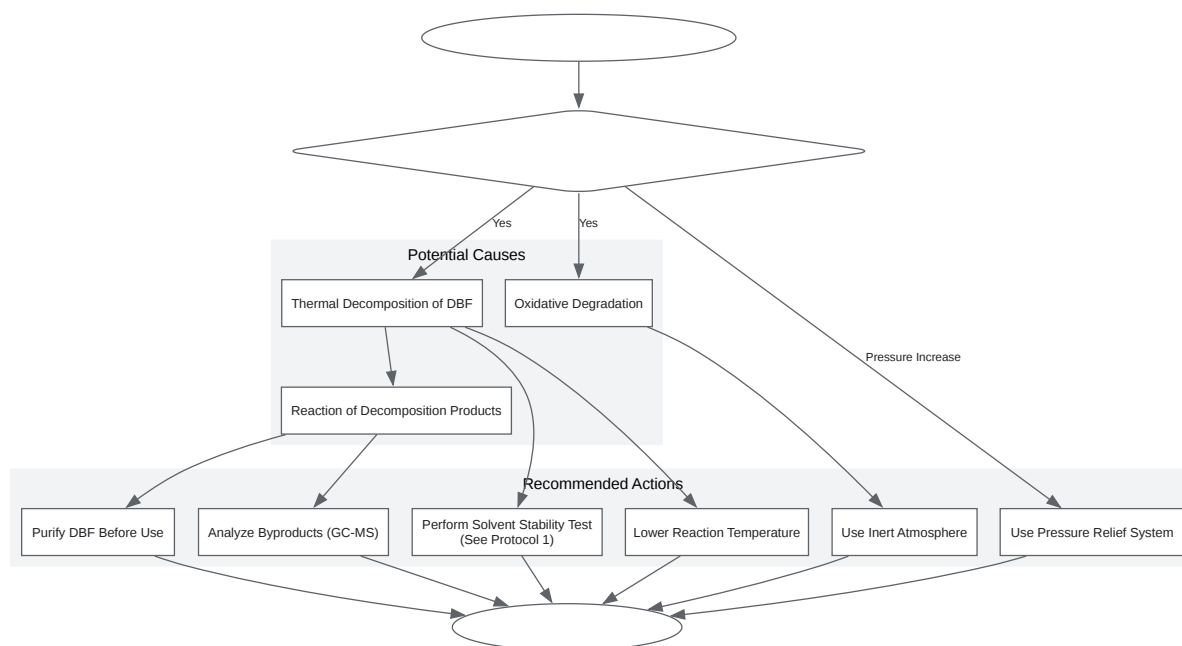 Yes
Yes
Potential Causes
Thermal Decomposition of DBF
Oxidative Degradation
Pressure Increase
Reaction of Decomposition Products
Recommended Actions
Purify DBF Before Use
Analyze Byproducts (GC-MS)
Perform Solvent Stability Test
(See Protocol 1)
Lower Reaction Temperature
Use Inert Atmosphere
Use Pressure Relief System